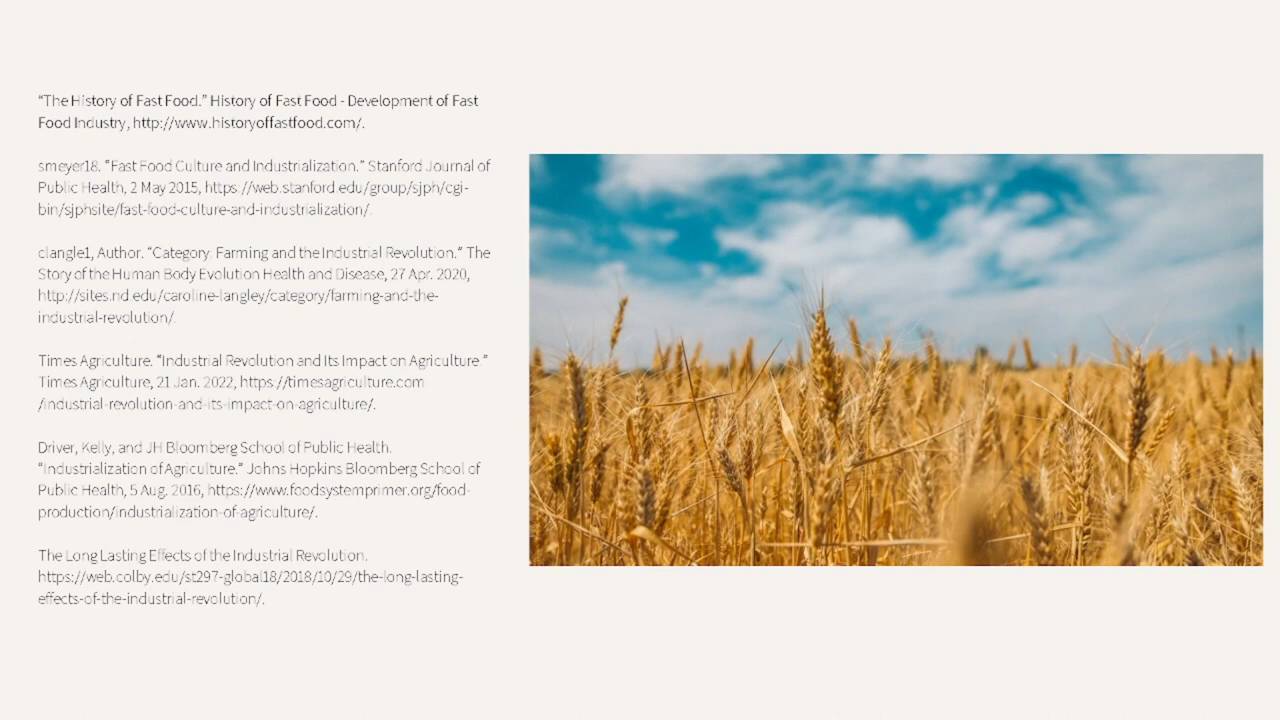 “The History of Fast Food.” History of Fast Food - Development of Fast
Food Industry, http://www.historyoffastfood.com/.
smeyer18. “Fast Food Culture and Industrialization.” Stanford Journal of
Public Health, 2 May 2015, https://web.stanford.edu/group/sjph/cgi-
bin/sjphsite/fast-food-culture-and-industrialization/.
clangle1, Author. “Category: Farming and the Industrial Revolution.” The
Story of the Human Body Evolution Health and Disease, 27 Apr. 2020,
http://sites.nd.edu/caroline-langley/category/farming-and-the-
industrial-revolution/.
Times Agriculture. “Industrial Revolution and Its Impact on Agriculture.”
Times Agriculture, 21 Jan. 2022, https://timesagriculture.com
/industrial-revolution-and-its-impact-on-agriculture/.
Driver, Kelly, and JH Bloomberg School of Public Health.
“Industrialization of Agriculture.” Johns Hopkins Bloomberg School of
Public Health, 5 Aug. 2016, https://www.foodsystemprimer.org/food-
production/industrialization-of-agriculture/.
The Long Lasting Effects of the Industrial Revolution.
https://web.colby.edu/st297-global18/2018/10/29/the-long-lasting-
effects-of-the-industrial-revolution/.